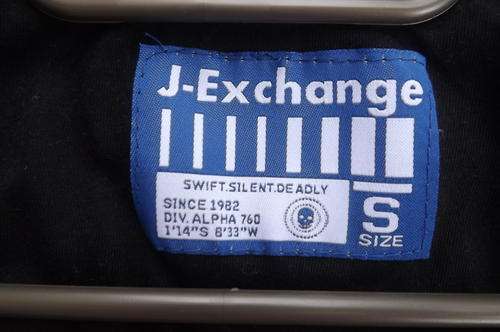 J-Exchange
SWIFT.SILENT.DEADLY
SINCE 1982
DIV. ALPHA 760
1'14"S 8'33"W
S
SIZE